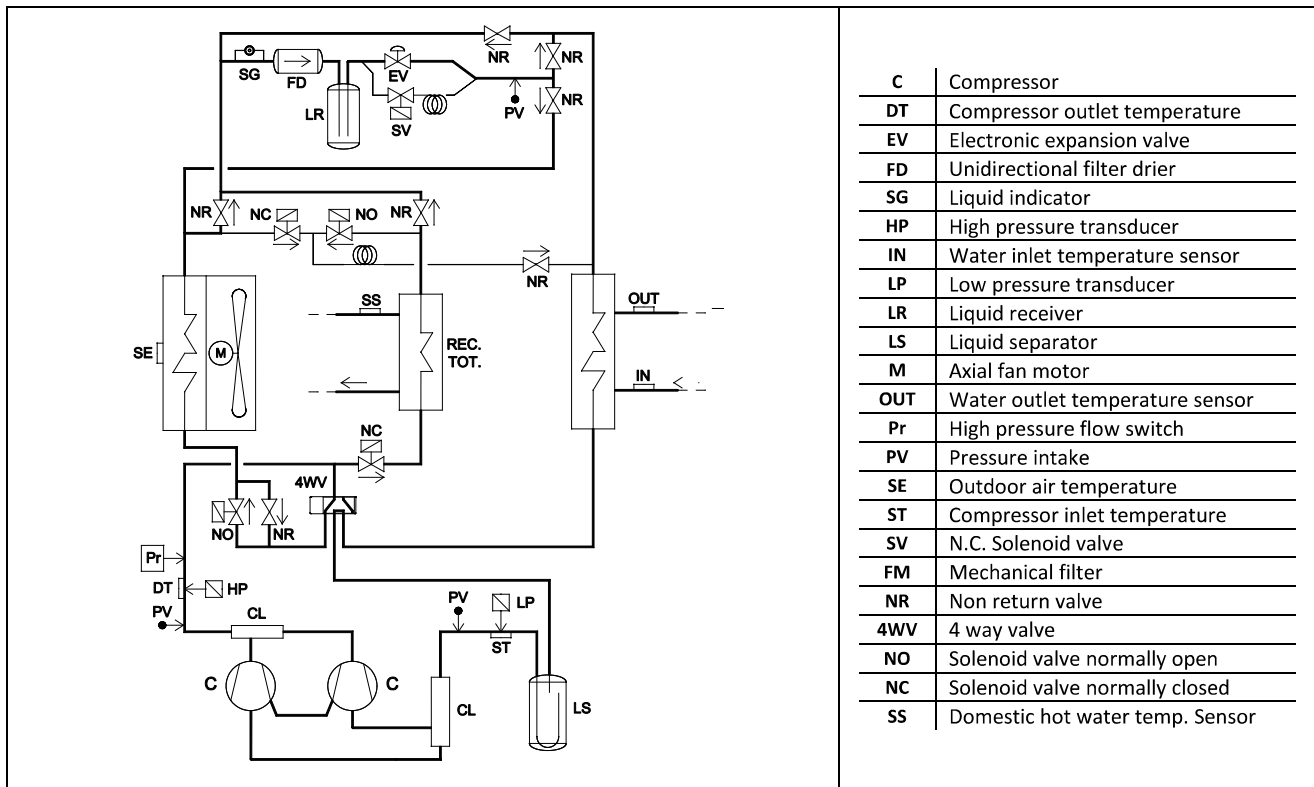 NR
NR
SG
FD
EV
LR
SV
PV
NR
NR
NC
NO
NR
NR
SS
OUT
SE
M
REC.
TOT.
IN
NC
4WV
NO
NR
Pr
DT
HP
PV
CL
PV
LP
ST
C
C
CL
LS
C Compressor
DT Compressor outlet temperature
EV Electronic expansion valve
FD Unidirectional filter drier
SG Liquid indicator
HP High pressure transducer
IN Water inlet temperature sensor
LP Low pressure transducer
LR Liquid receiver
LS Liquid separator
M Axial fan motor
OUT Water outlet temperature sensor
Pr High pressure flow switch
PV Pressure intake
SE Outdoor air temperature
ST Compressor inlet temperature
SV N.C. Solenoid valve
FM Mechanical filter
NR Non return valve
4WV 4 way valve
NO Solenoid valve normally open
NC Solenoid valve normally closed
SS Domestic hot water temp. Sensor